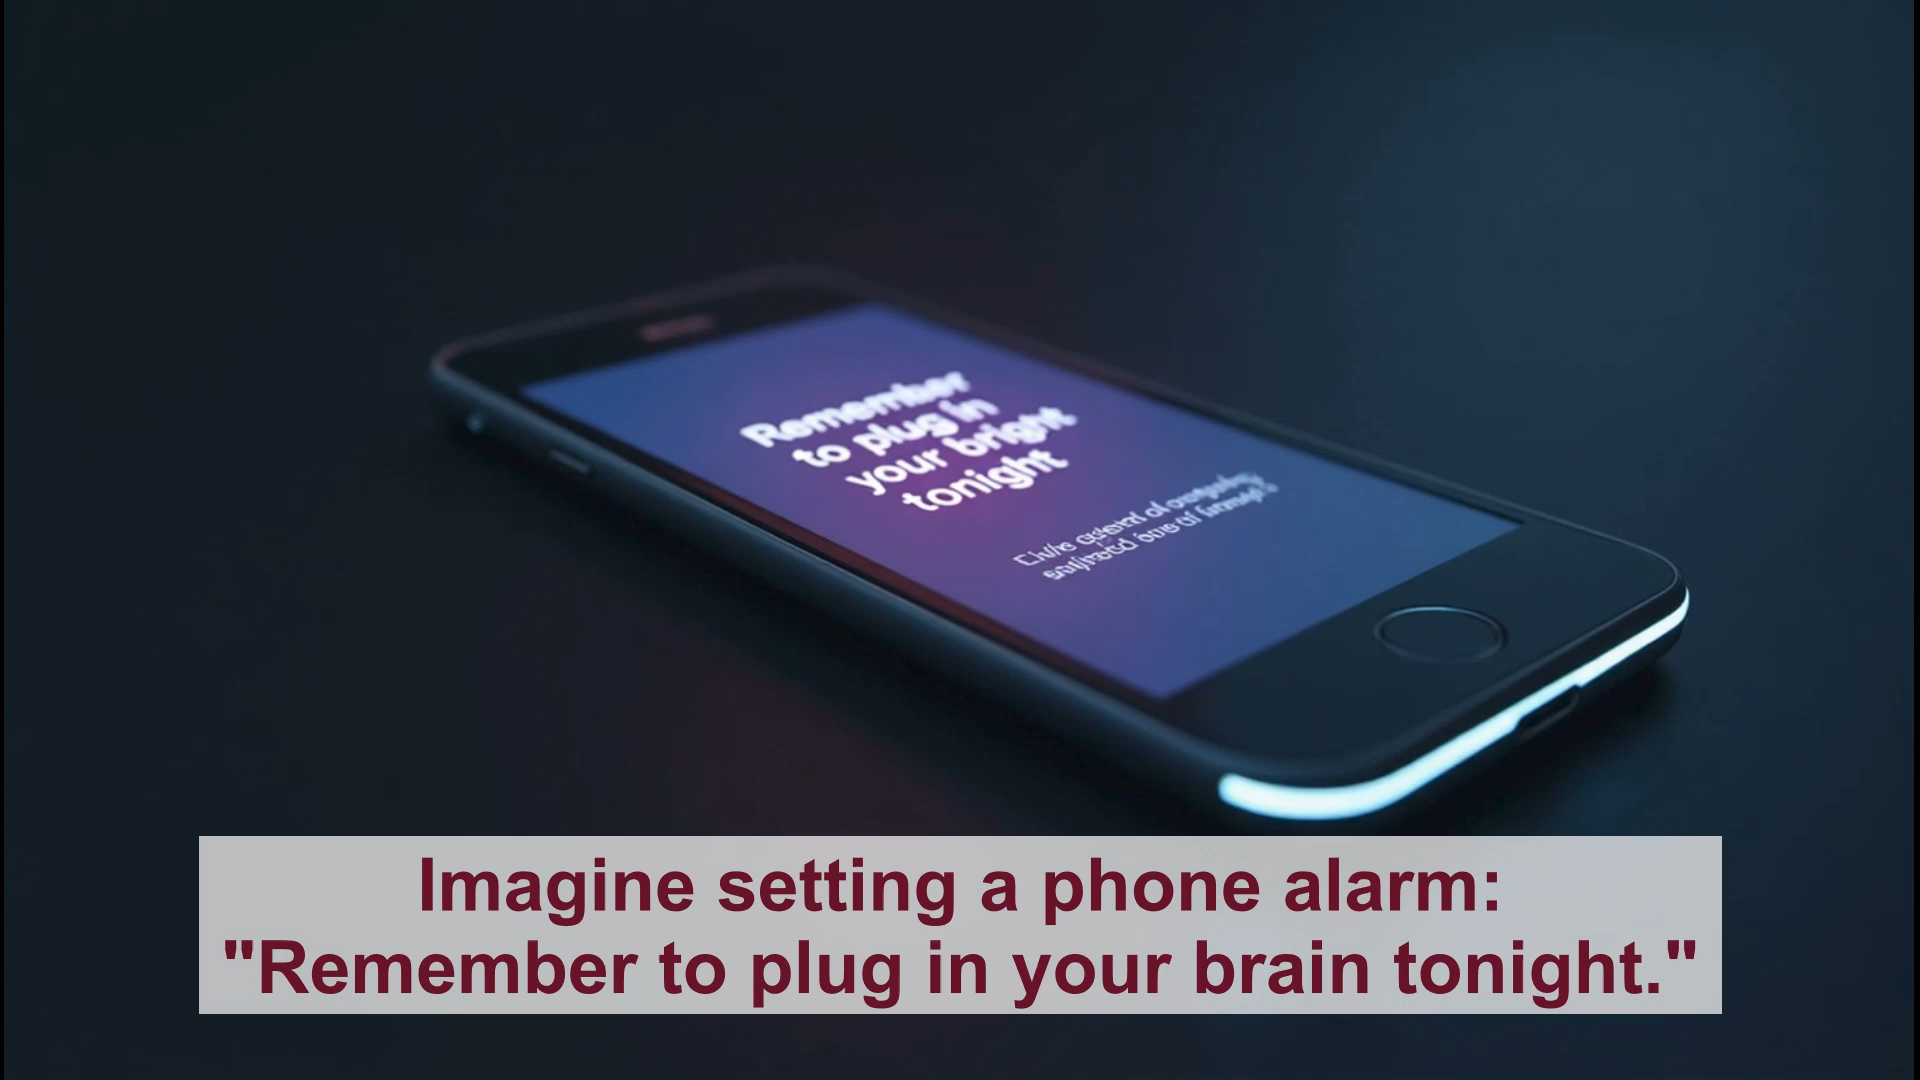 Remember
to plug in
your bright
tonight
Imagine setting a phone alarm:
"Remember to plug in your brain tonight."